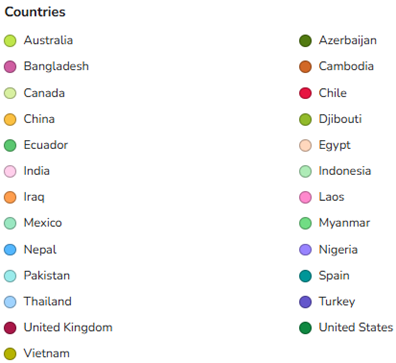 Countries
Australia
Azerbaijan
Bangladesh
Cambodia
Canada
Chile
China
Djibouti
Ecuador
Egypt
India
Indonesia
Iraq
Laos
Mexico
Myanmar
Nepal
Nigeria
Pakistan
Spain
Thailand
Turkey
United Kingdom
United States
Vietnam